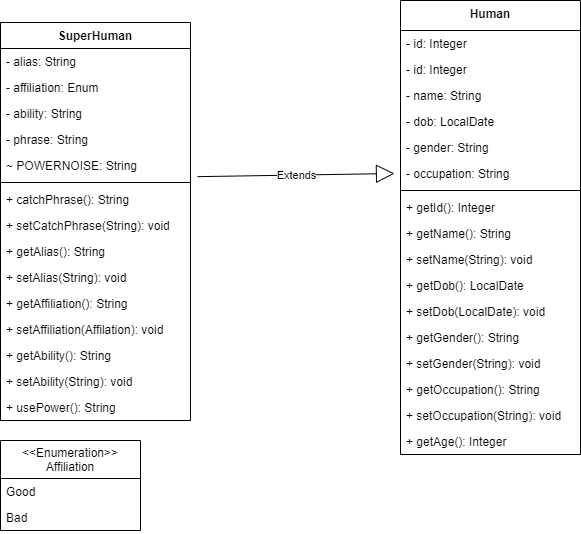 SuperHuman
- alias: String
- affiliation: Enum
- ability: String
- phrase: String
~ POWERNOISE: String
+ catchPhrase(): String
+ setCatchPhrase(String): void
+ getAlias(): String
+ setAlias(String): void
+ getAffiliation(): String
+ setAffiliation(Affilation): void
+ getAbility(): String
+ setAbility(String): void
+ usePower(): String
Extends
Human
- id: Integer
- id: Integer
- name: String
- dob: LocalDate
- gender: String
- occupation: String
+ getId(): Integer
+ getName(): String
+ setName(String): void
+ getDob(): LocalDate
+ setDob(LocalDate): void
+ getGender(): String
+ setGender(String): void
+ getOccupation(): String
+ setOccupation(String): void
+ getAge(): Integer
<<Enumeration>>
Affiliation
Good
Bad